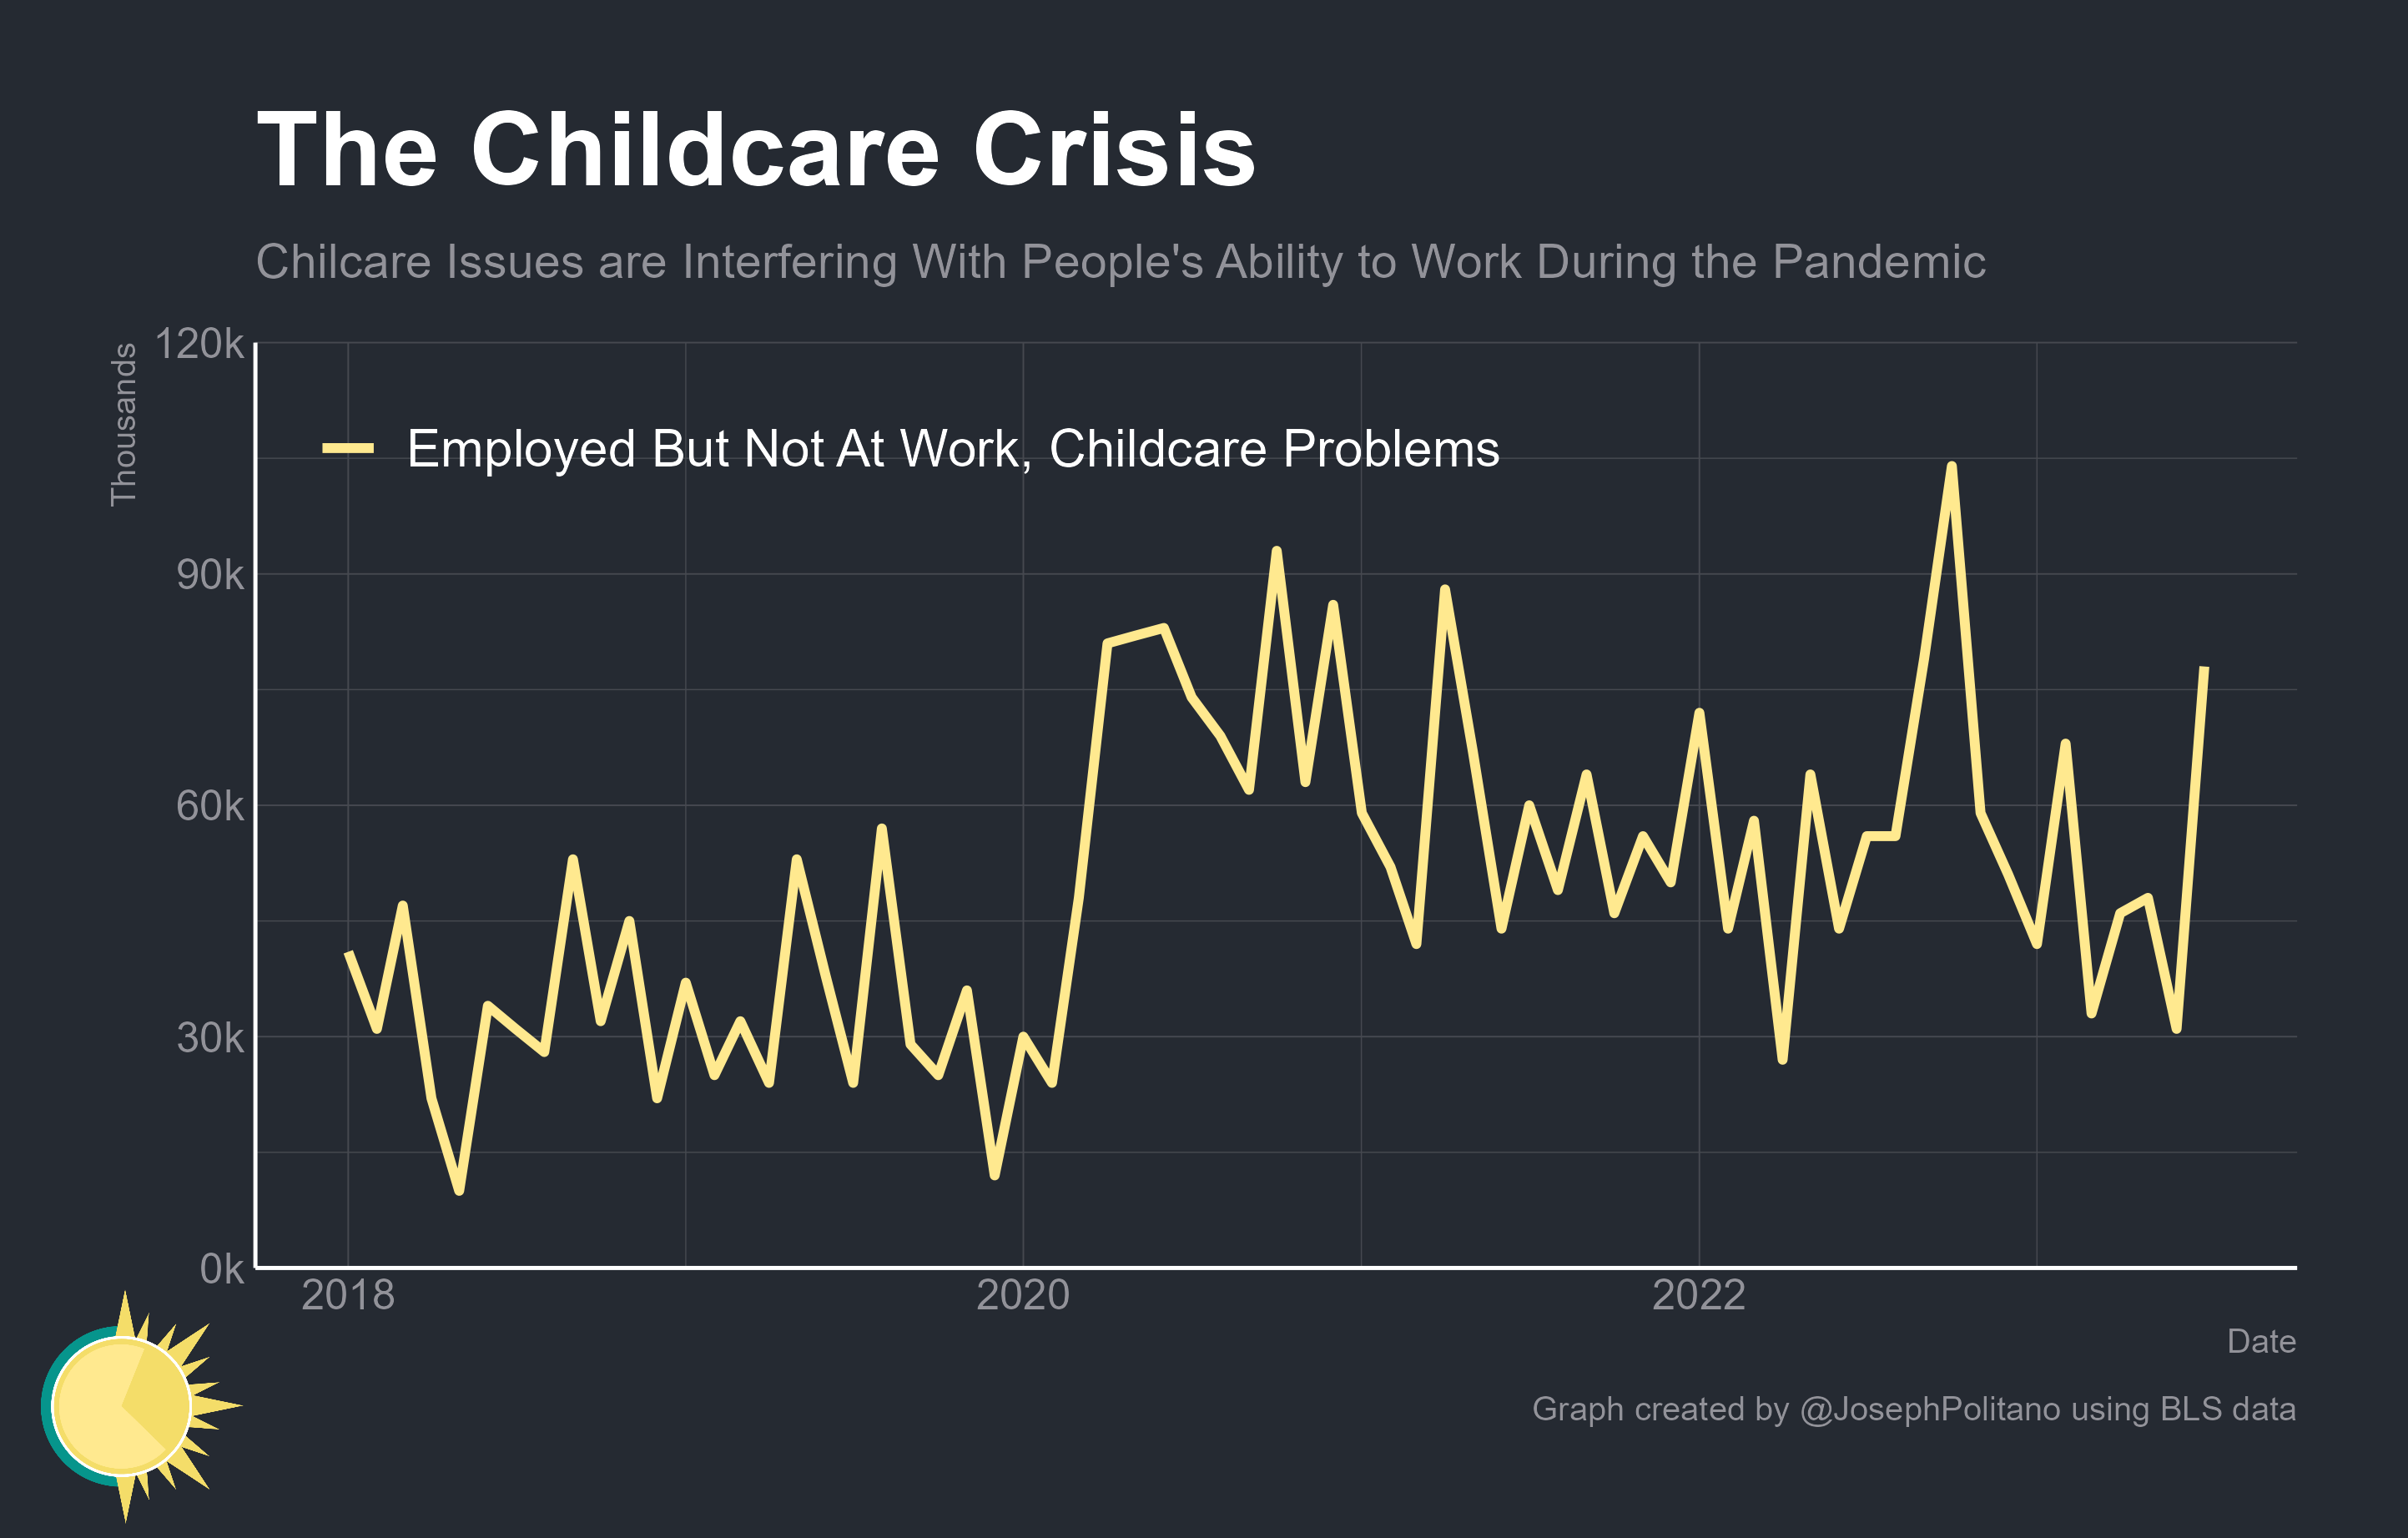 The Childcare Crisis
Chilcare Issues are Interfering With People's Ability to Work During the Pandemic
Thousands
120k
Employed But Not At Work, Childcare Problems
90k
60k
30k
0k
2018
2020
2022
Date
Graph created by @JosephPolitano using BLS data